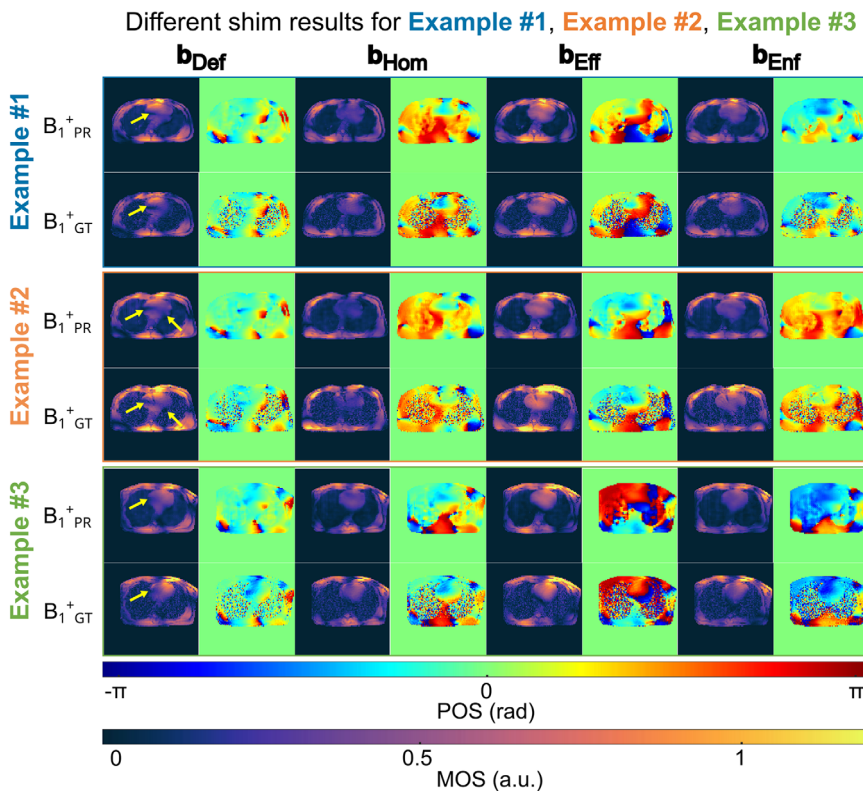 Different shim results for Example #1, Example #2, Example #3
bDef bHom bEff bEnf
Example #1
B1+PR
B1+GT
Example #2
B1+PR
B1+GT
Example #3
B1+PR
B1+GT
-π 0 π
POS (rad)
0 0.5 1
MOS (a.u.)